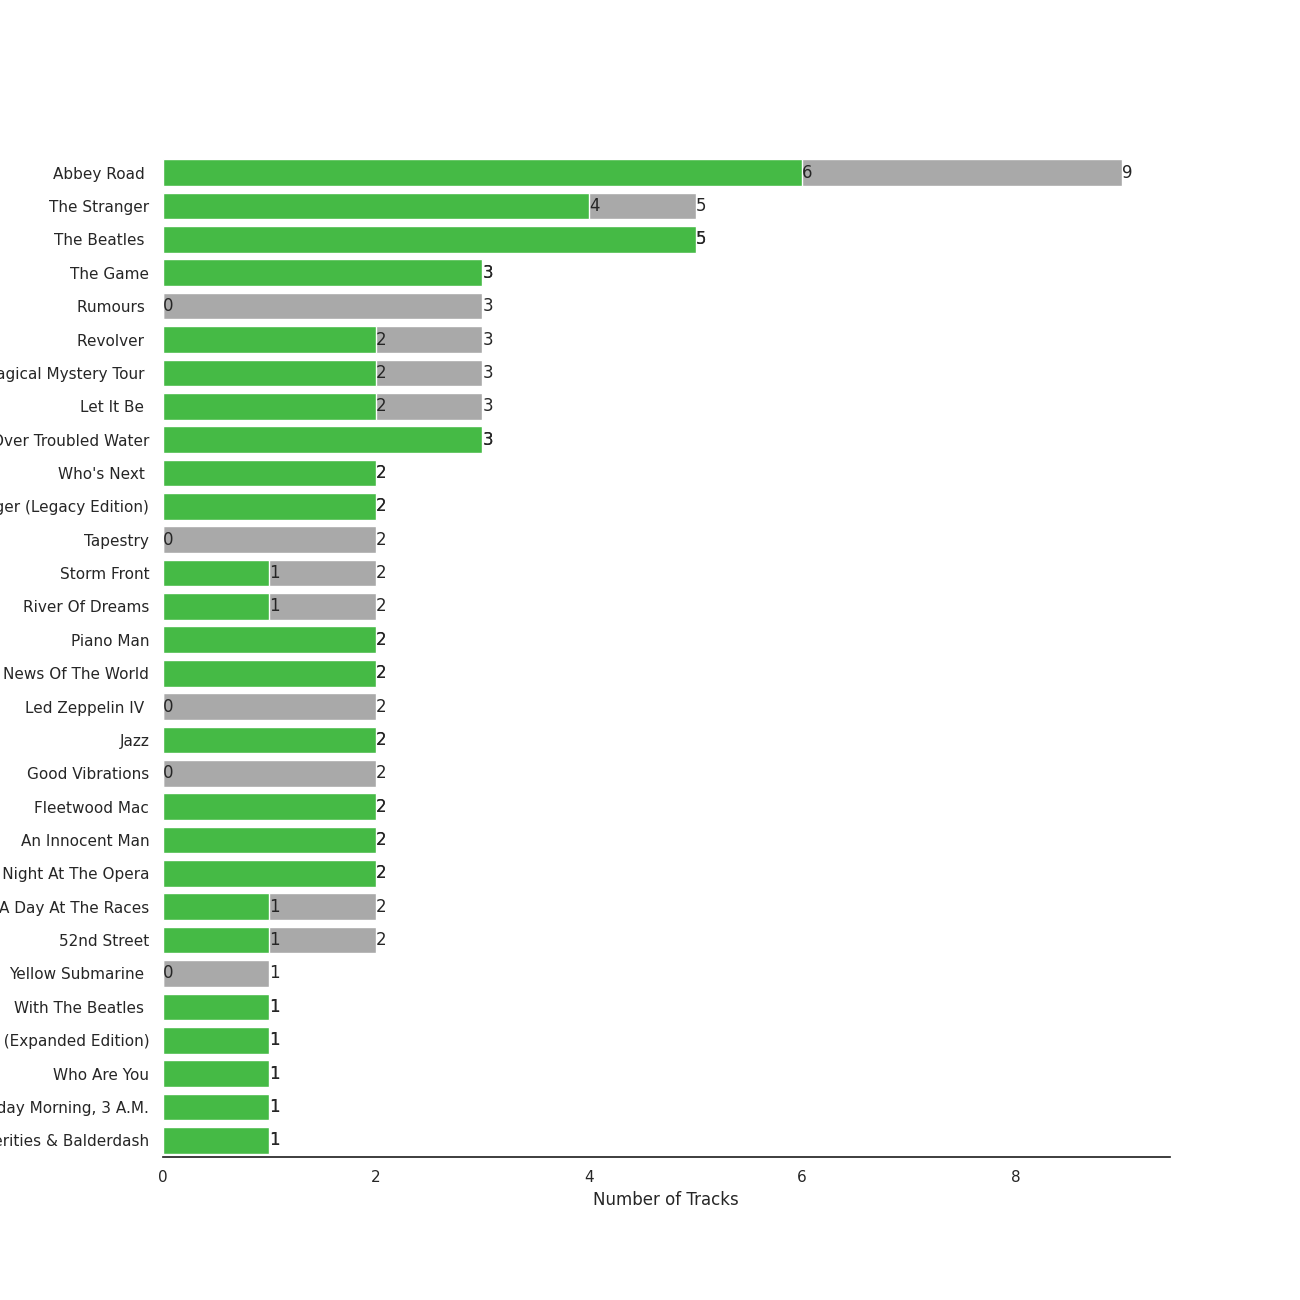 Abbey Road 6 9
The Stranger 4 5
The Beatles 5
The Game 3
Rumours 0 3
Revolver 2 3
Mystery Tour 2 3
Let It Be 2 3
Over Troubled Water 3
Who's Next 2
(Legacy Edition) 2
Tapestry 0 2
Storm Front 1 2
River Of Dreams 1 2
Piano Man 2
News Of The World 2
Led Zeppelin IV 0 2
Jazz 2
Good Vibrations 0 2
Fleetwood Mac 2
An Innocent Man 2
Night At The Opera 2
A Day At The Races 1 2
52nd Street 1 2
Yellow Submarine 0 1
With The Beatles 1
(Expanded Edition) 1
Who Are You 1
Morning, 3 A.M. 1
& Balderdash 1
0 2 4 6 8
Number of Tracks